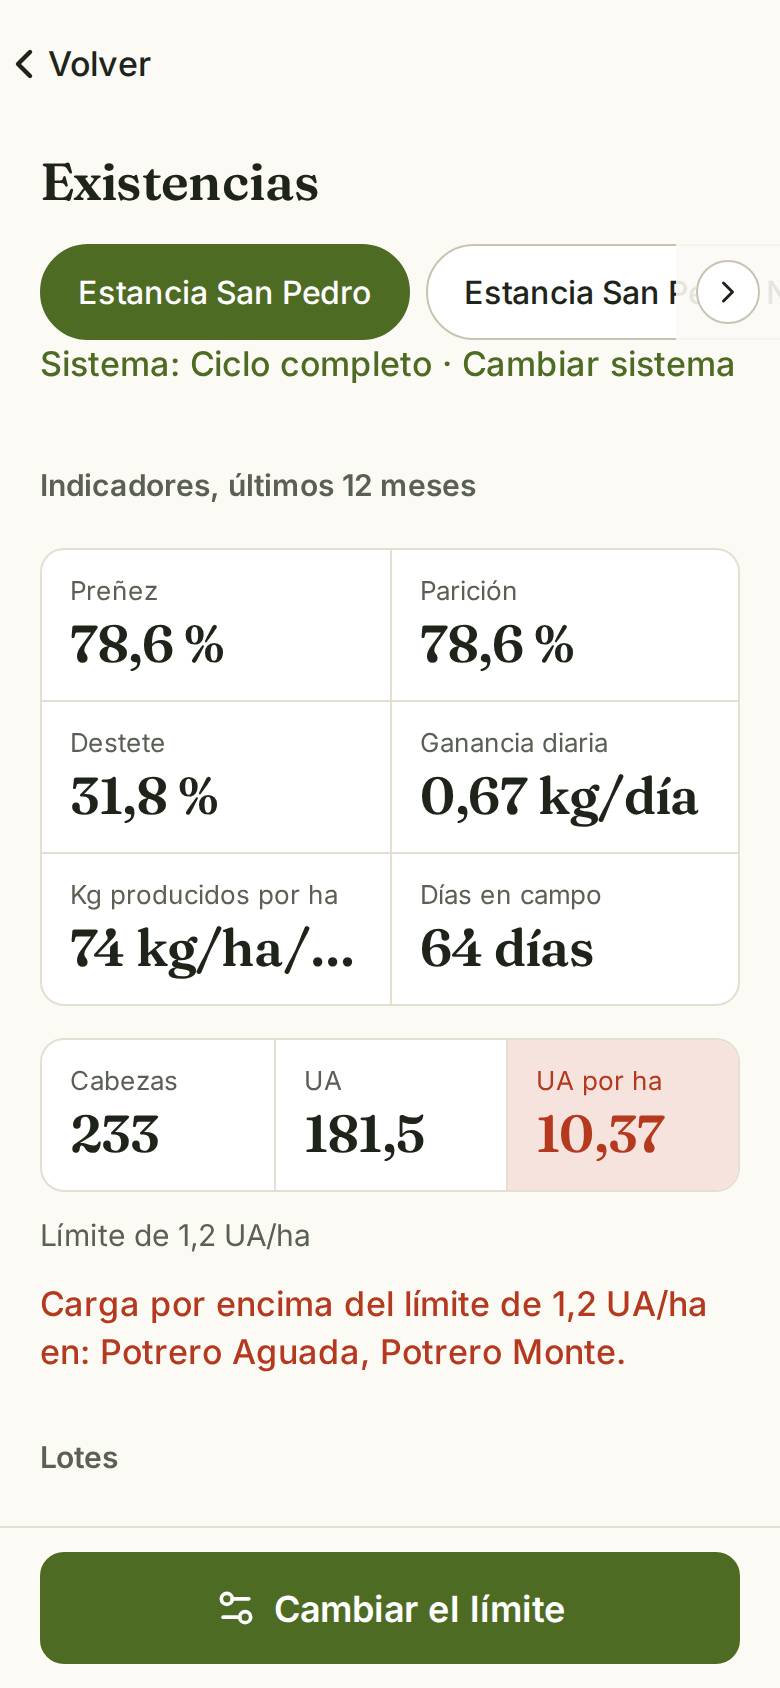 Volver
Existencias
Estancia San Pedro
Estancia San
Sistema: Ciclo completo · Cambiar sistema
Indicadores, últimos 12 meses
Preñez
Parición
78,6 %
78,6 %
Destete
Ganancia diaria
31,8 %
0,67 kg/día
Kg producidos por ha
Días en campo
74 kg/ha/...
64 días
Cabezas
UA
UA por ha
233
181,5
10,37
Límite de 1,2 UA/ha
Carga por encima del límite de 1,2 UA/ha
en: Potrero Aguada, Potrero Monte.
Lotes
Cambiar el límite